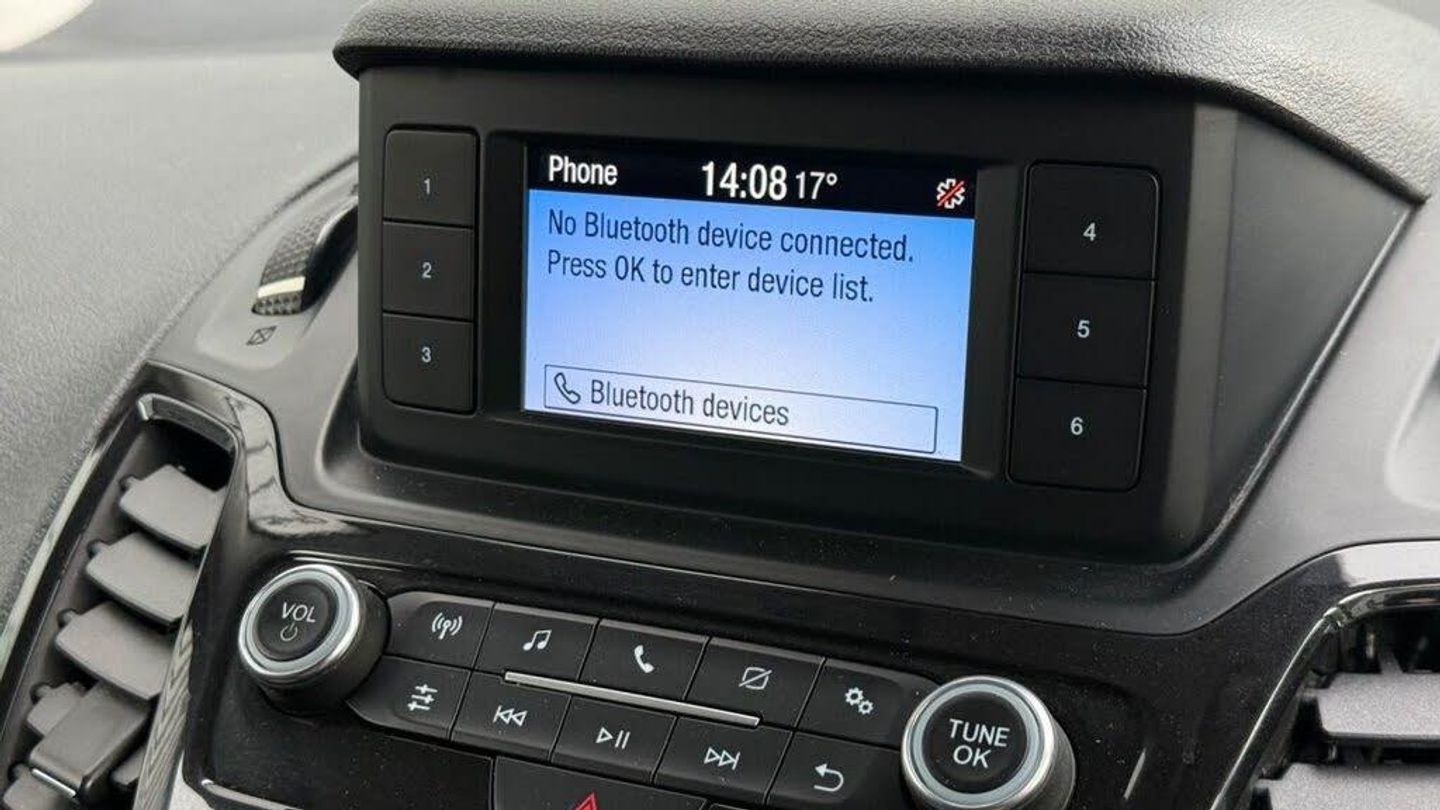 Phone 14:08 17°
No Bluetooth device connected.
Press OK to enter device list.
Bluetooth devices
1
2
3
4
5
6
VOL
TUNE
OK